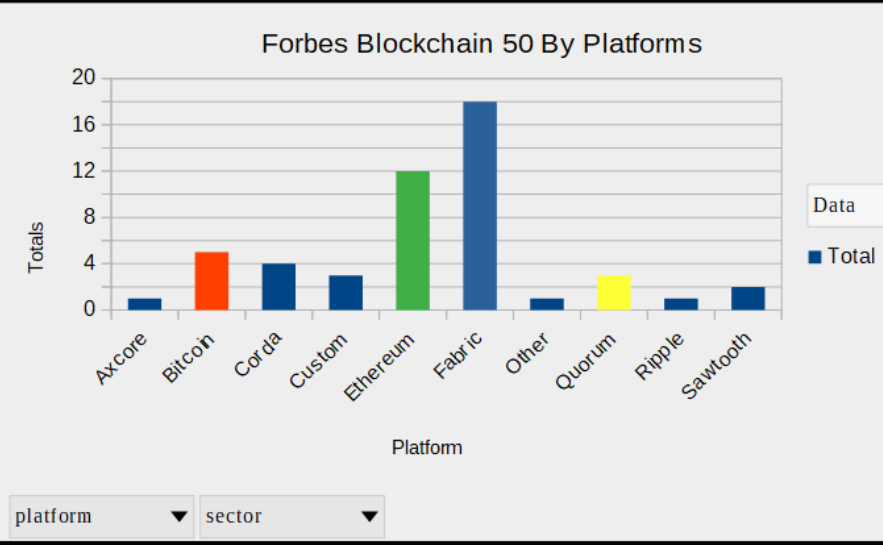 Forbes Blockchain 50 By Platforms
20
16
12
8
4
0
Totals
Axcore
Bitcoin
Corda
Custom
Ethereum
Fabric
Other
Quorum
Ripple
Sawtooth
Platform
Data
Total
platform
sector